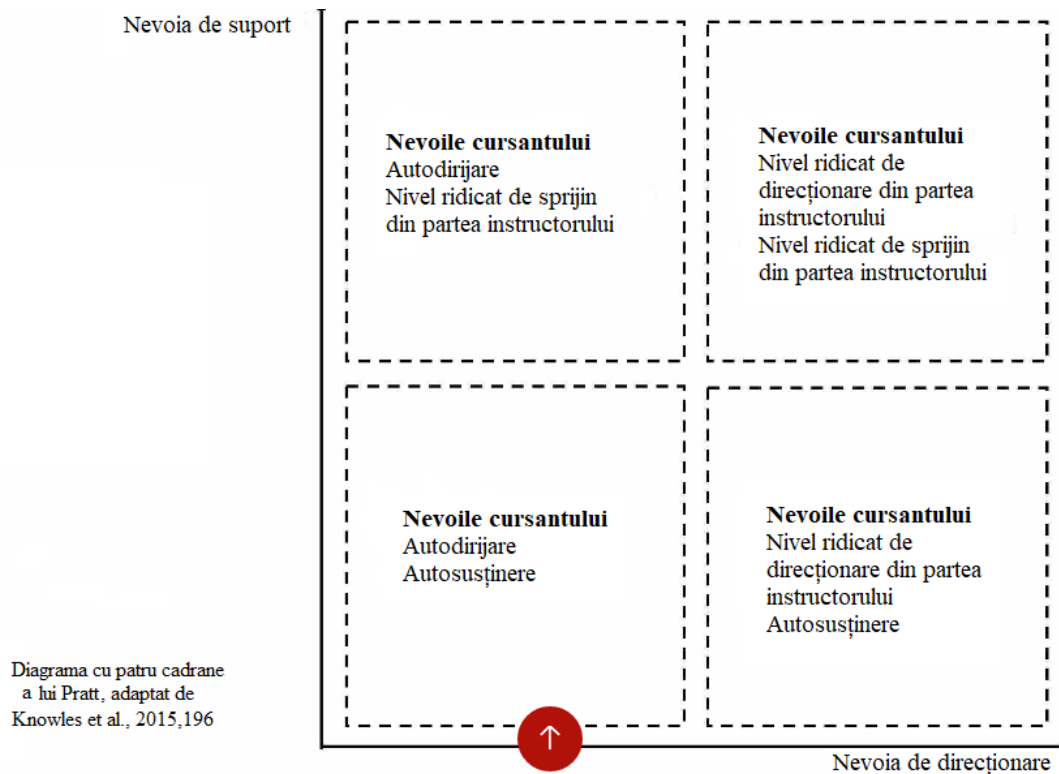 Nevoia de suport
Nevoile cursantului
Autodirijare
Nivel ridicat de sprijin
din partea instructorului
Nevoile cursantului
Nivel ridicat de
direcționare din partea
instructorului
Nivel ridicat de sprijin
din partea instructorului
Nevoile cursantului
Autodirijare
Autosusținere
Nevoile cursantului
Nivel ridicat de
direcționare din partea
instructorului
Autosusținere
Diagrama cu patru cadrane
a lui Pratt, adaptat de
Knowles et al., 2015,196
Nevoia de direcționare